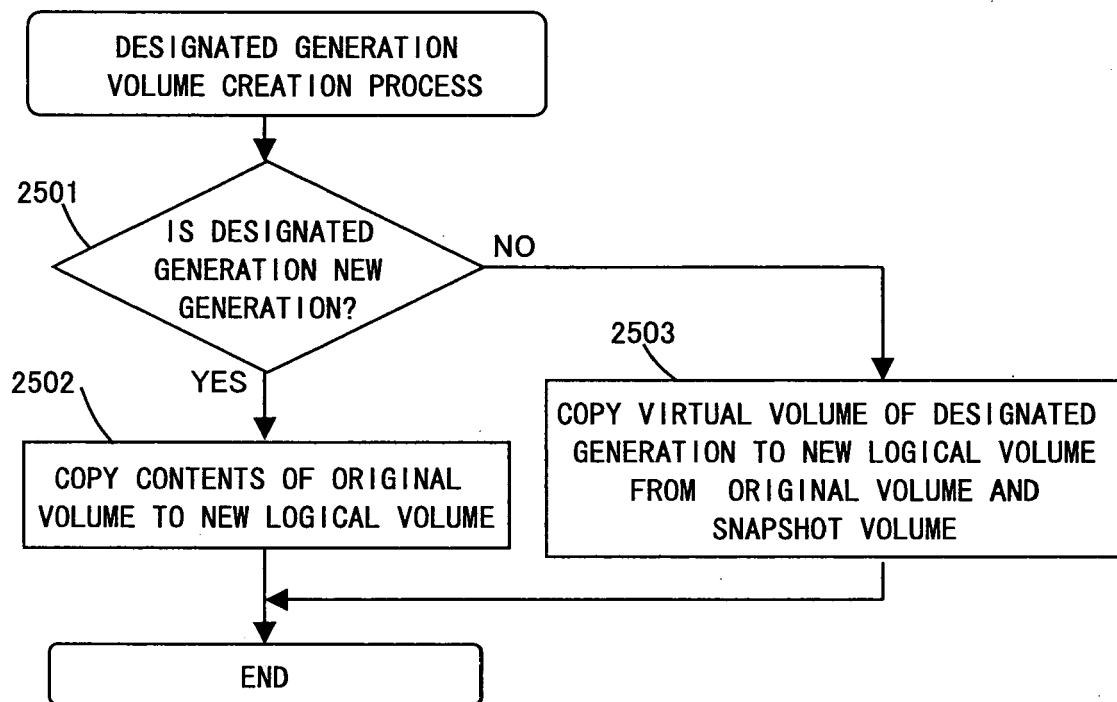 DESIGNATED GENERATION
VOLUME CREATION PROCESS
2501
IS DESIGNATED
GENERATION NEW
GENERATION?
NO
YES
2502
COPY CONTENTS OF ORIGINAL
VOLUME TO NEW LOGICAL VOLUME
2503
COPY VIRTUAL VOLUME OF DESIGNATED
GENERATION TO NEW LOGICAL VOLUME
FROM ORIGINAL VOLUME AND
SNAPSHOT VOLUME
END